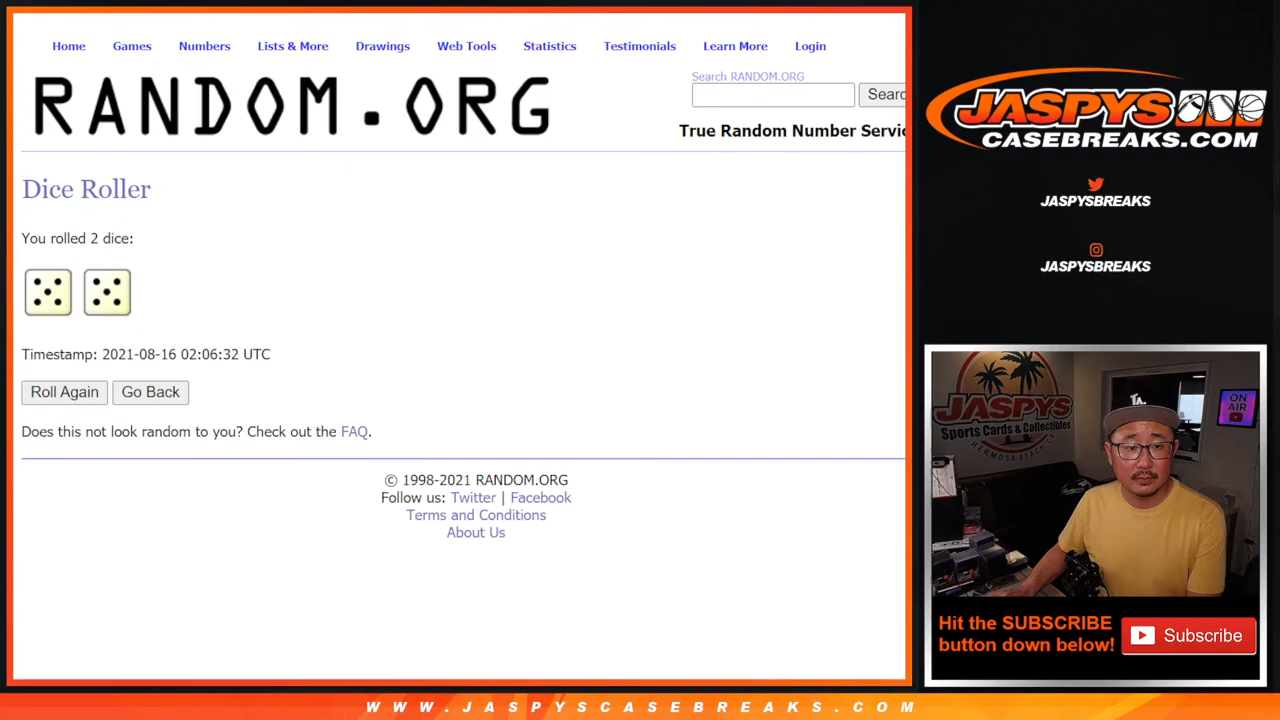 Home Games Numbers Lists & More Drawings Web Tools Statistics Testimonials Learn More Login
RANDOM.ORG
Search RANDOM.ORG
Searc
True Random Number Servic
Dice Roller
You rolled 2 dice:
Timestamp: 2021-08-16 02:06:32 UTC
Roll Again Go Back
Does this not look random to you? Check out the FAQ.
© 1998-2021 RANDOM.ORG
Follow us: Twitter | Facebook
Terms and Conditions
About Us
JASPYS
CASEBREAKS.COM
JASPYSBREAKS
JASPYSBREAKS
JASPYS
Sports Cards & Collectibles
HERMOSA BEACH
ON
AIR
Hit the SUBSCRIBE
button down below!
Subscribe
WWW.JASPYSCASEBREAKS.COM